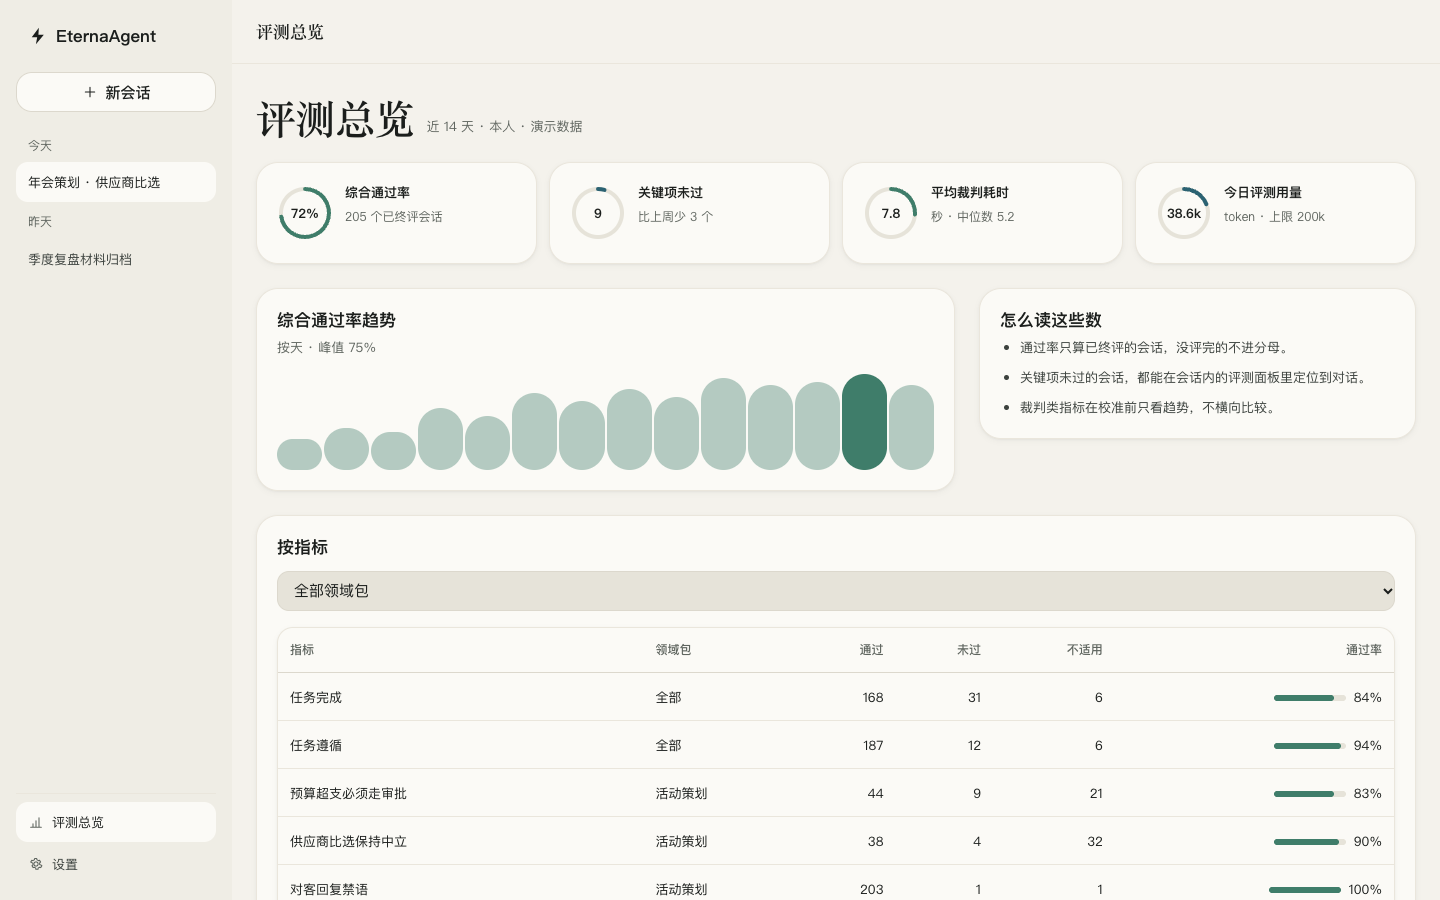 EternaAgent
新会话
今天
年会策划 · 供应商比选
昨天
季度复盘材料归档
评测总览
设置
评测总览
评测总览
近 14 天 · 本人 · 演示数据
72%
综合通过率
205 个已终评会话
9
关键项未过
比上周少 3 个
7.8
平均裁判耗时
秒 · 中位数 5.2
38.6k
今日评测用量
token · 上限 200k
综合通过率趋势
按天 · 峰值 75%
怎么读这些数
通过率只算已终评的会话，没评完的不进分母。
关键项未过的会话，都能在会话内的评测面板里定位到对话。
裁判类指标在校准前只看趋势，不横向比较。
按指标
全部领域包
指标 领域包 通过 未过 不适用 通过率
任务完成 全部 168 31 6 84%
任务遵循 全部 187 12 6 94%
预算超支必须走审批 活动策划 44 9 21 83%
供应商比选保持中立 活动策划 38 4 32 90%
对客回复禁语 活动策划 203 1 1 100%